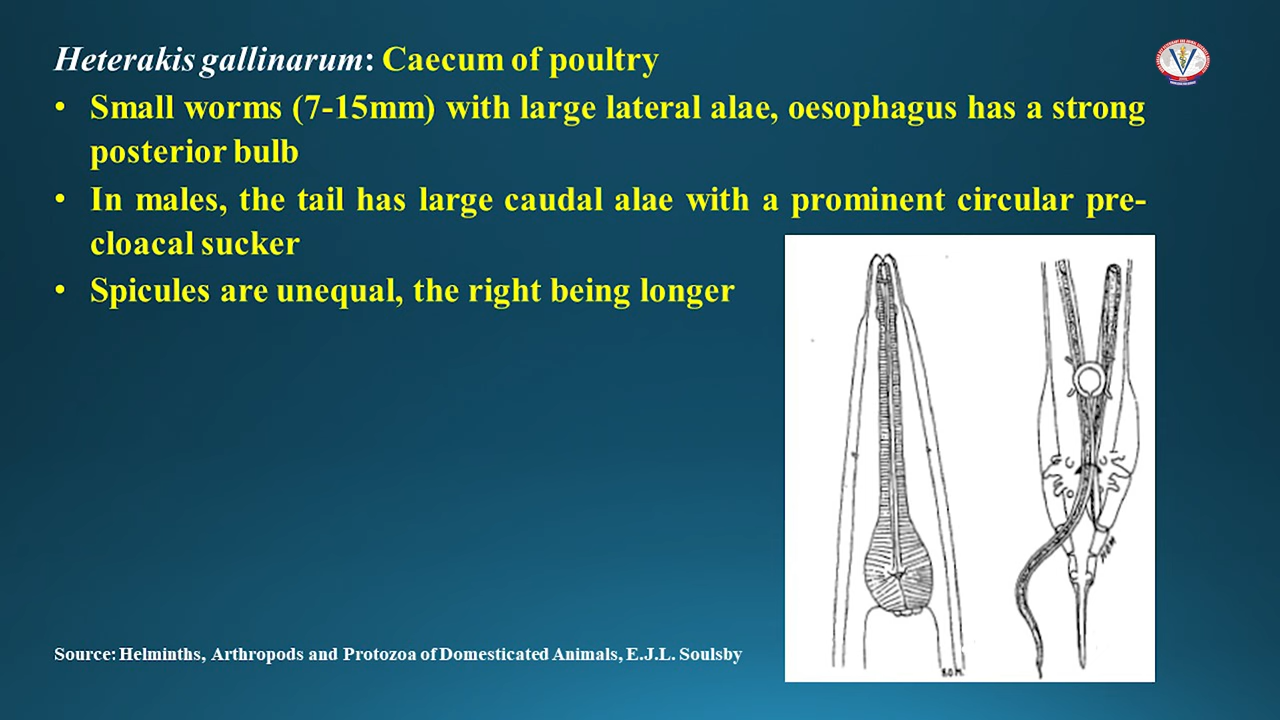 Heterakis gallinarum: Caecum of poultry
• Small worms (7-15mm) with large lateral alae, oesophagus has a strong
posterior bulb
• In males, the tail has large caudal alae with a prominent circular pre-
cloacal sucker
• Spicules are unequal, the right being longer
Source: Helminths, Arthropods and Protozoa of Domesticated Animals, E.J.L. Soulsby